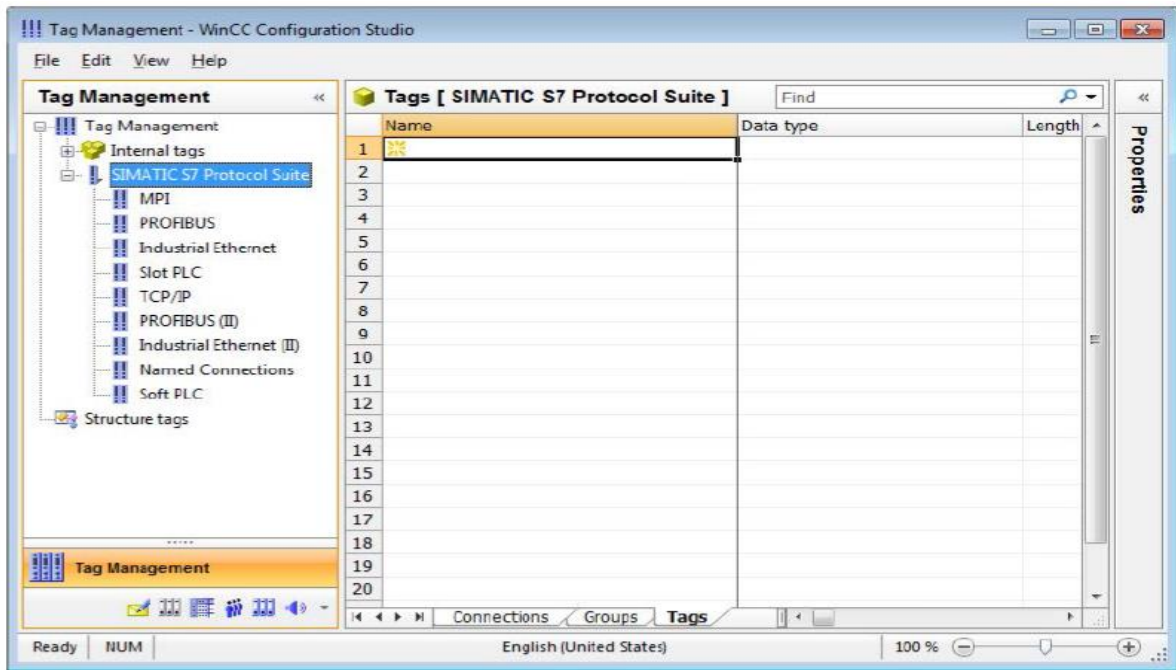 Tag Management - WinCC Configuration Studio
File Edit View Help
Tag Management «
Tags [ SIMATIC S7 Protocol Suite ] Find
«
Properties
Tag Management
Internal tags
SIMATIC S7 Protocol Suite
MPI
PROFIBUS
Industrial Ethernet
Slot PLC
TCP/IP
PROFIBUS (II)
Industrial Ethernet (II)
Named Connections
Soft PLC
Structure tags
Tag Management
Name Data type Length
1
2
3
4
5
6
7
8
9
10
11
12
13
14
15
16
17
18
19
20
Connections Groups Tags
Ready NUM English (United States) 100 %